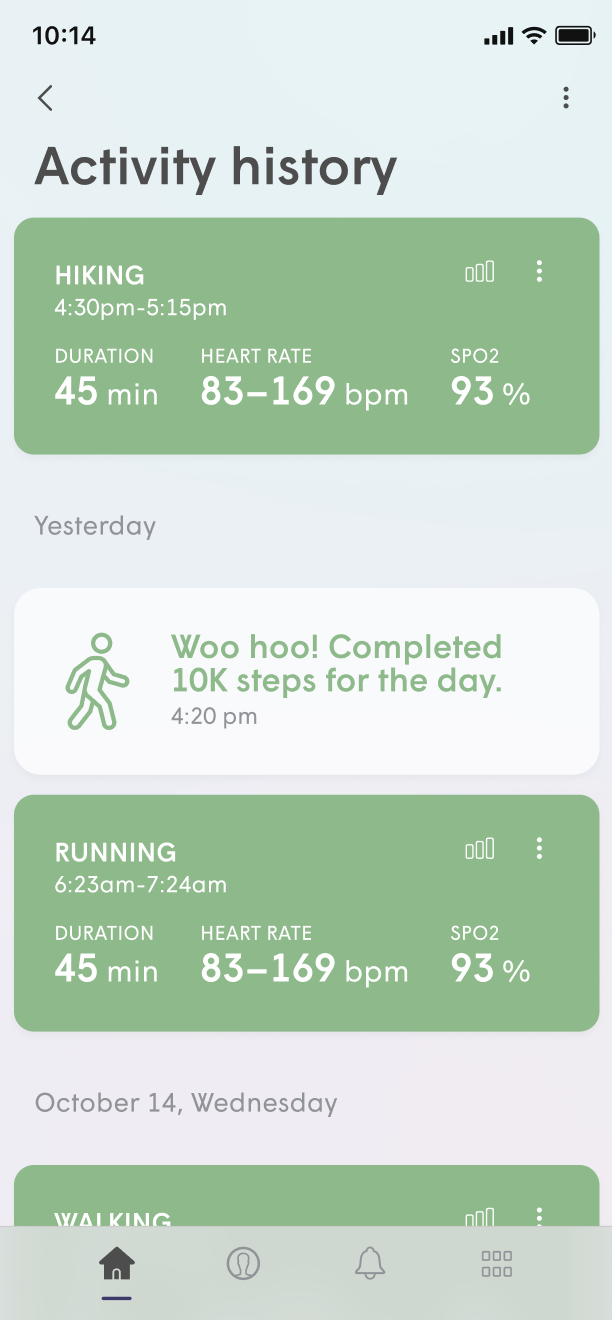 10:14
Activity history
HIKING
4:30pm-5:15pm
DURATION HEART RATE SPO2
45 min 83–169 bpm 93 %
Yesterday
Woo hoo! Completed
10K steps for the day.
4:20 pm
RUNNING
6:23am-7:24am
DURATION HEART RATE SPO2
45 min 83–169 bpm 93 %
October 14, Wednesday
WALKING